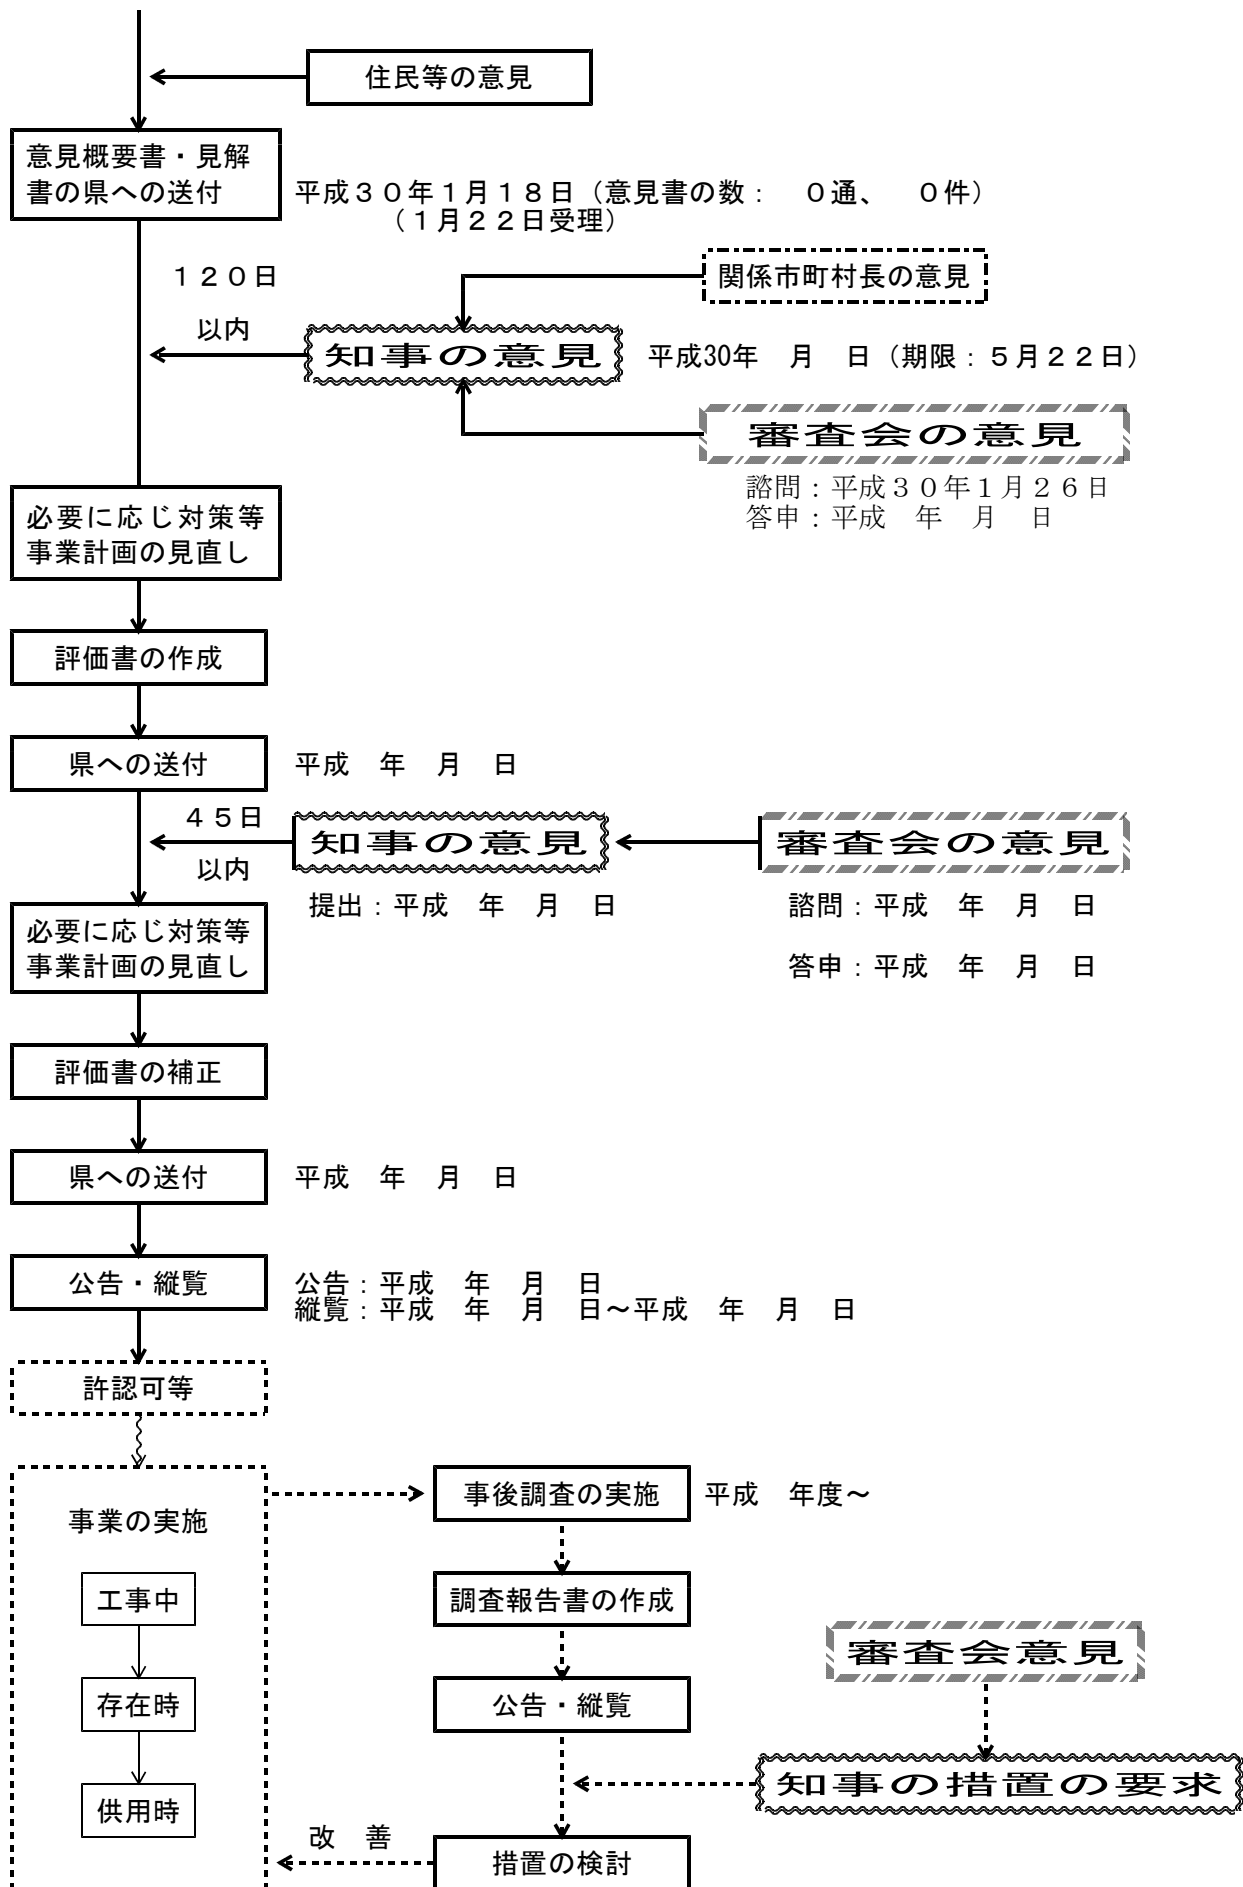 住民等の意見
意見概要書・見解
書の県への送付
平成３０年１月１８日（意見書の数：　０通、　０件）
（１月２２日受理）
１２０日
以内
関係市町村長の意見
知事の意見
平成30年　月　日（期限：５月２２日）
審査会の意見
諮問：平成３０年１月２６日
答申：平成　年　月　日
必要に応じ対策等
事業計画の見直し
評価書の作成
県への送付
平成　年　月　日
４５日
以内
知事の意見
審査会の意見
提出：平成　年　月　日
諮問：平成　年　月　日
答申：平成　年　月　日
必要に応じ対策等
事業計画の見直し
評価書の補正
県への送付
平成　年　月　日
公告・縦覧
公告：平成　年　月　日
縦覧：平成　年　月　日～平成　年　月　日
許認可等
事業の実施
工事中
存在時
供用時
事後調査の実施
平成　年度～
調査報告書の作成
審査会意見
公告・縦覧
知事の措置の要求
改　善
措置の検討